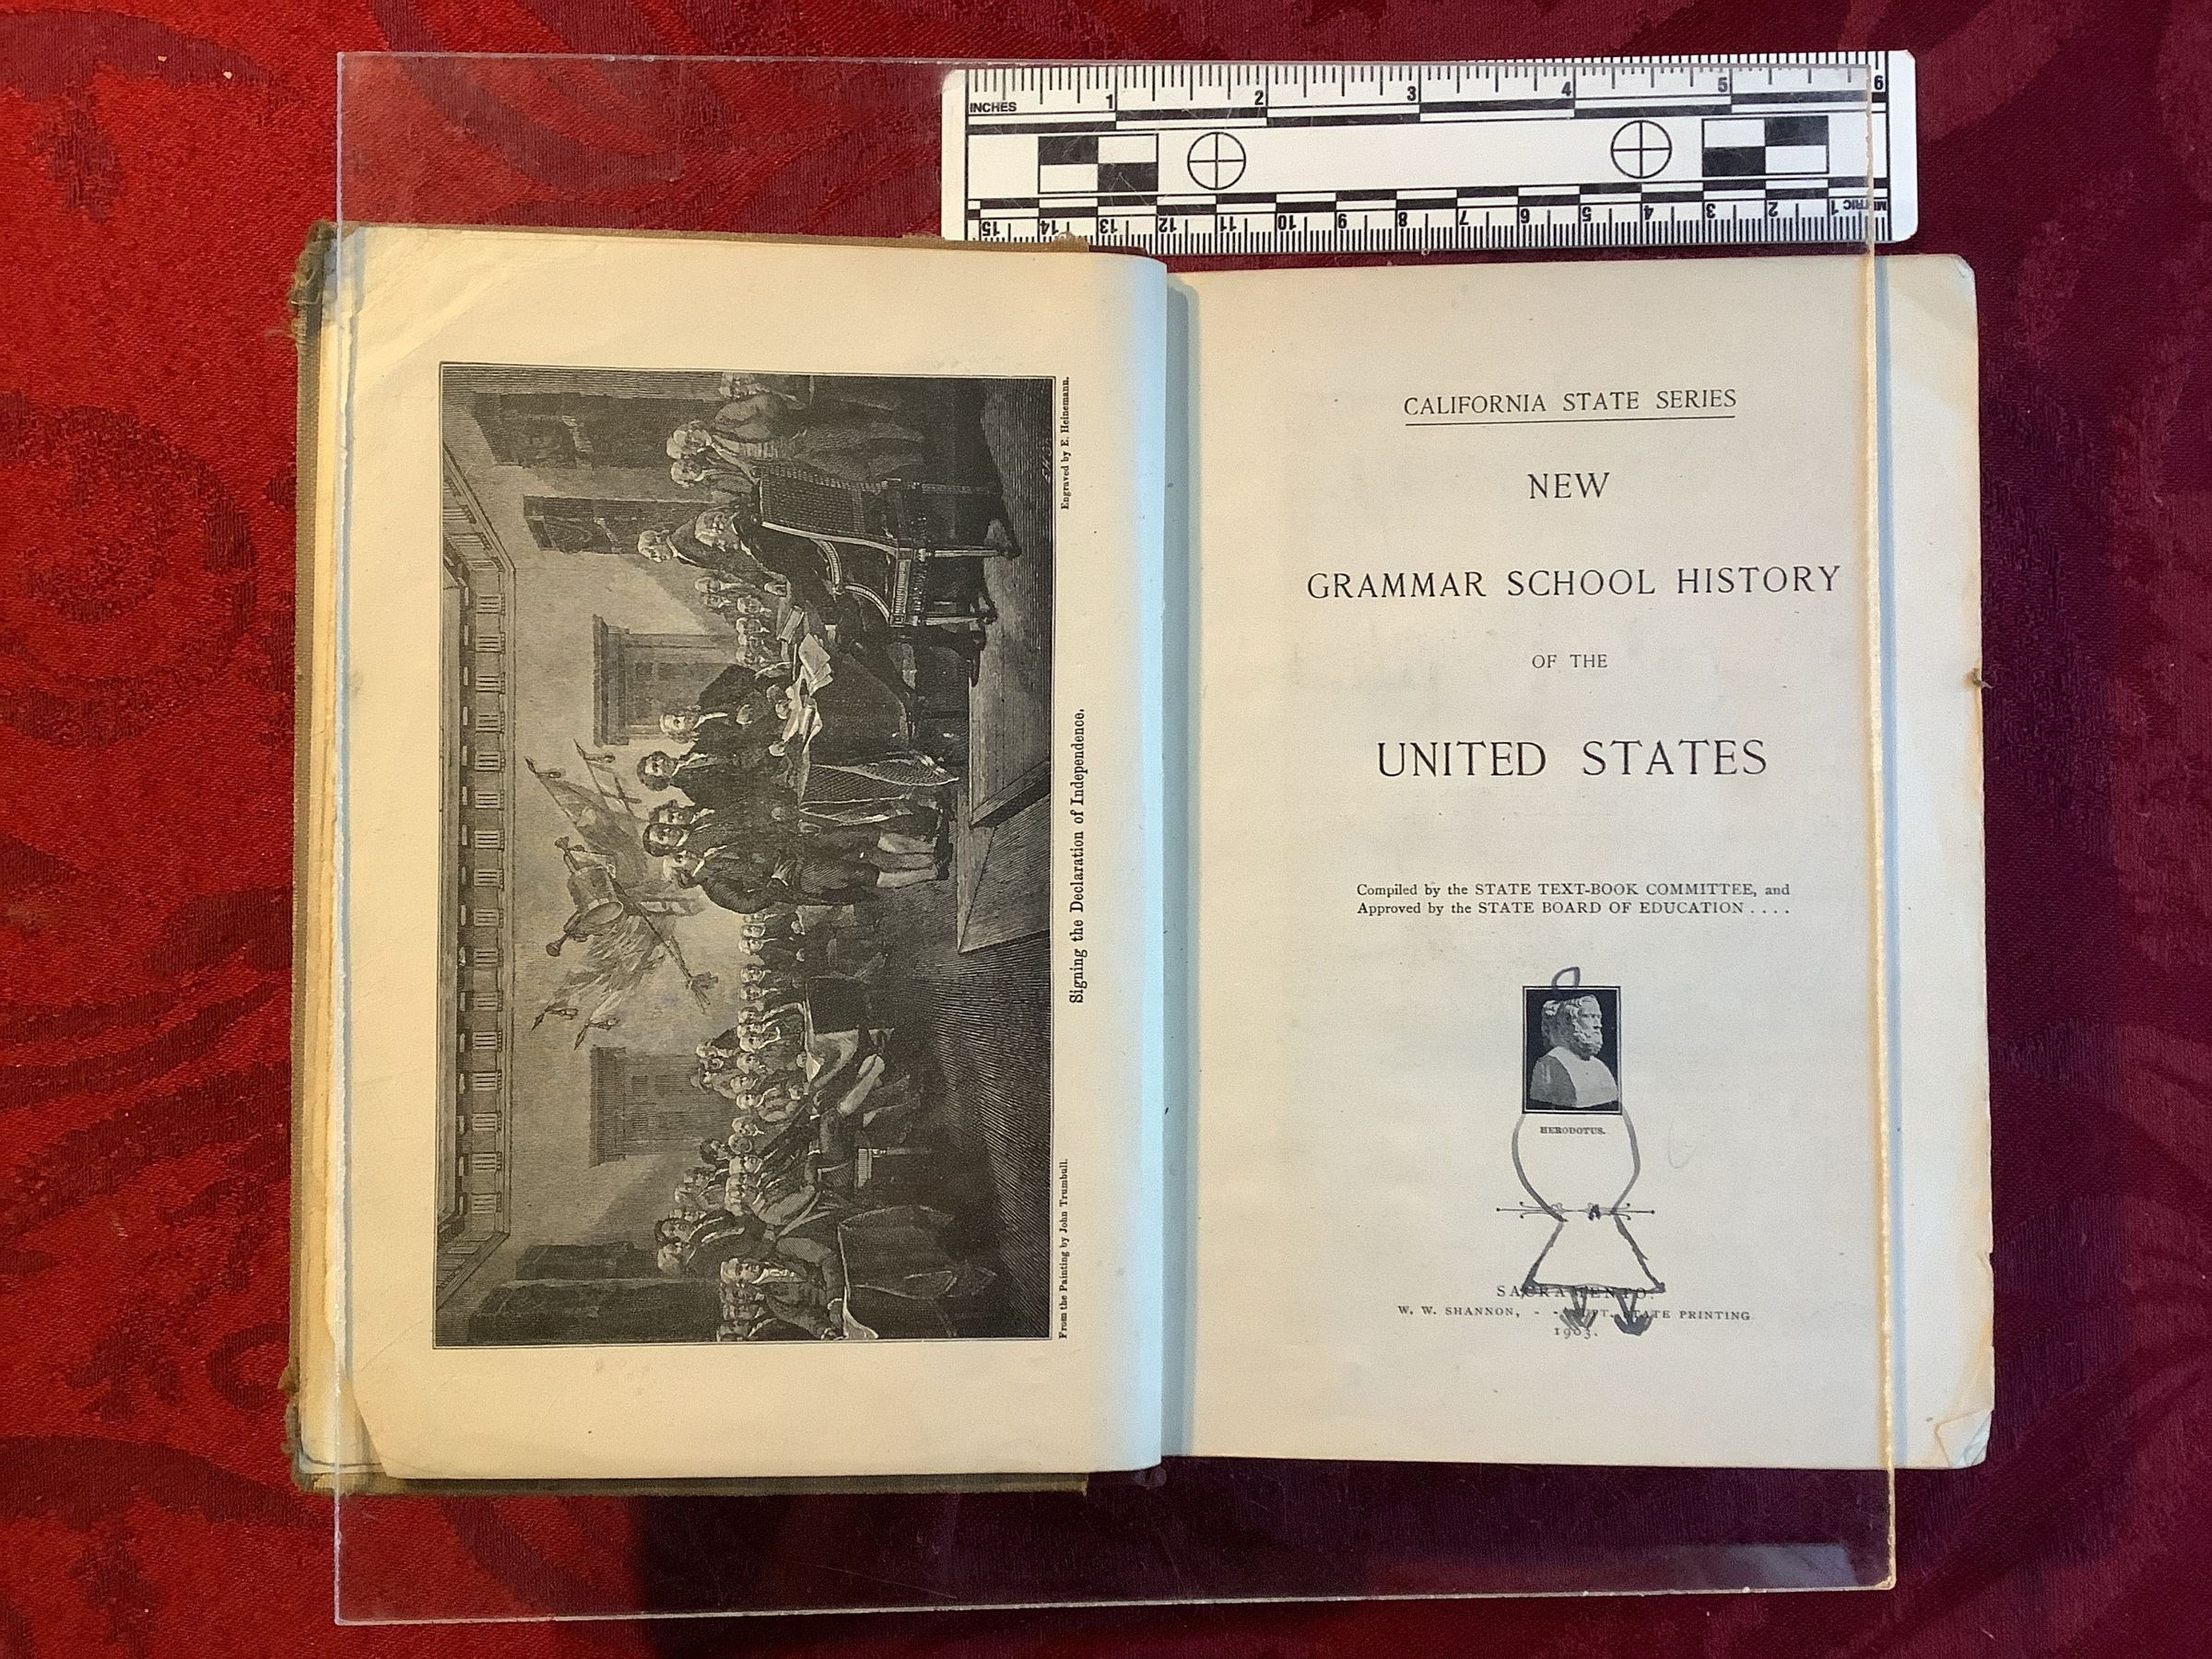 INCHES 1 2 3 4 5 6
15 14 13 12 11 10 9 8 7 6 5 4 3 2 1
Engraved by E. Heinemann.
Signing the Declaration of Independence.
From the Painting by John Trumbull.
CALIFORNIA STATE SERIES
NEW
GRAMMAR SCHOOL HISTORY
OF THE
UNITED STATES
Compiled by the STATE TEXT-BOOK COMMITTEE, and
Approved by the STATE BOARD OF EDUCATION . . . .
HERODOTUS.
SACRAMENTO:
W. W. SHANNON, - - STATE PRINTING
1903.